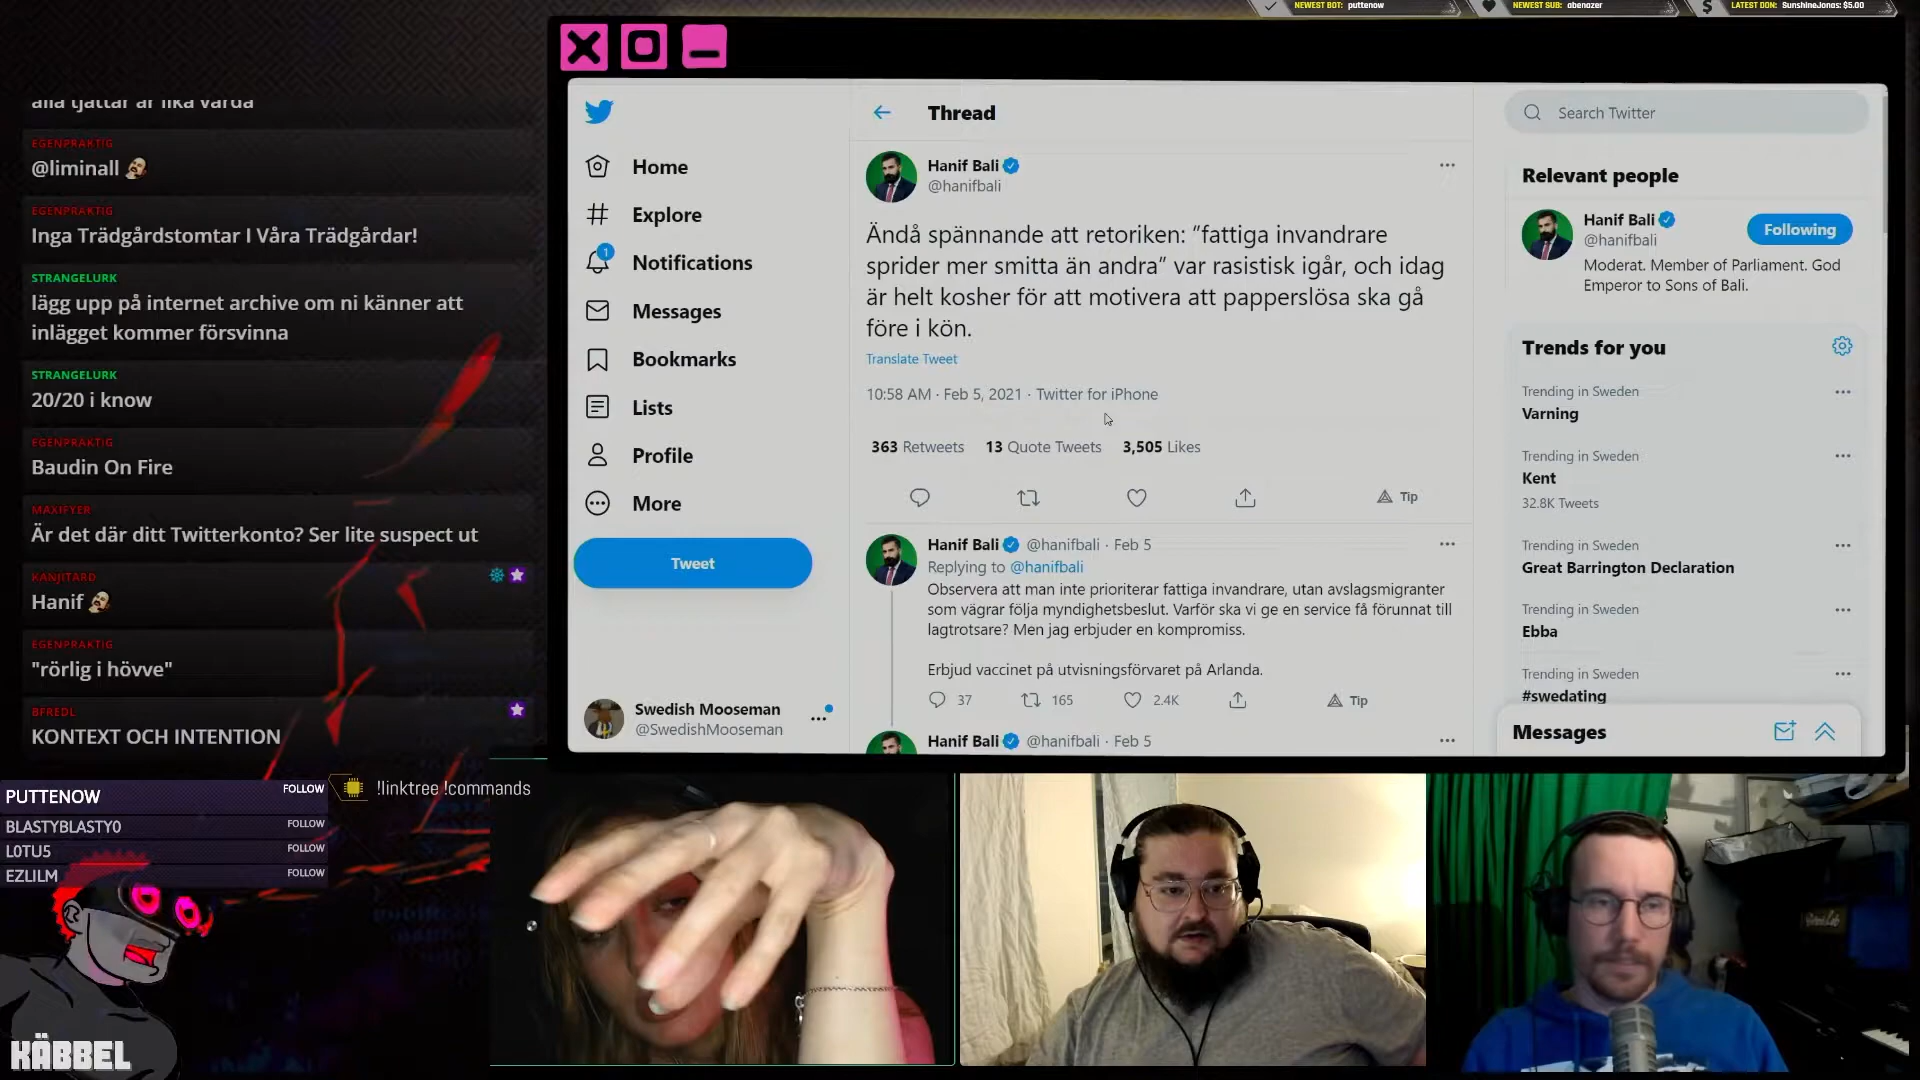 NEWEST BOT: puttenow
NEWEST SUB: abenazer
LATEST DON: SunshineJonas: $5.00
alla tjattar är lika värda
EGENPRAKTIG
@liminall
EGENPRAKTIG
Inga Trädgårdstomtar I Våra Trädgårdar!
STRANGELURK
lägg upp på internet archive om ni känner att
inlägget kommer försvinna
STRANGELURK
20/20 i know
EGENPRAKTIG
Baudin On Fire
MAXIFYER
Är det där ditt Twitterkonto? Ser lite suspect ut
KANJITARD
Hanif
EGENPRAKTIG
"rörlig i hövve"
BFREDL
KONTEXT OCH INTENTION
PUTTENOW FOLLOW
BLASTYBLASTY0 FOLLOW
L0TU5 FOLLOW
EZLILM FOLLOW
!linktree !commands
KÄBBEL
Home
Explore
1
Notifications
Messages
Bookmarks
Lists
Profile
More
Tweet
Swedish Mooseman
@SwedishMooseman
Thread
Hanif Bali
@hanifbali
Ändå spännande att retoriken: "fattiga invandrare
sprider mer smitta än andra" var rasistisk igår, och idag
är helt kosher för att motivera att papperslösa ska gå
före i kön.
Translate Tweet
10:58 AM · Feb 5, 2021 · Twitter for iPhone
363 Retweets 13 Quote Tweets 3,505 Likes
Tip
Hanif Bali @hanifbali · Feb 5
Replying to @hanifbali
Observera att man inte prioriterar fattiga invandrare, utan avslagsmigranter
som vägrar följa myndighetsbeslut. Varför ska vi ge en service få förunnat till
lagtrotsare? Men jag erbjuder en kompromiss.
Erbjud vaccinet på utvisningsförvaret på Arlanda.
37 165 2.4K Tip
Hanif Bali @hanifbali · Feb 5
Search Twitter
Relevant people
Hanif Bali
@hanifbali
Following
Moderat. Member of Parliament. God
Emperor to Sons of Bali.
Trends for you
Trending in Sweden
Varning
Trending in Sweden
Kent
32.8K Tweets
Trending in Sweden
Great Barrington Declaration
Trending in Sweden
Ebba
Trending in Sweden
#swedating
Messages